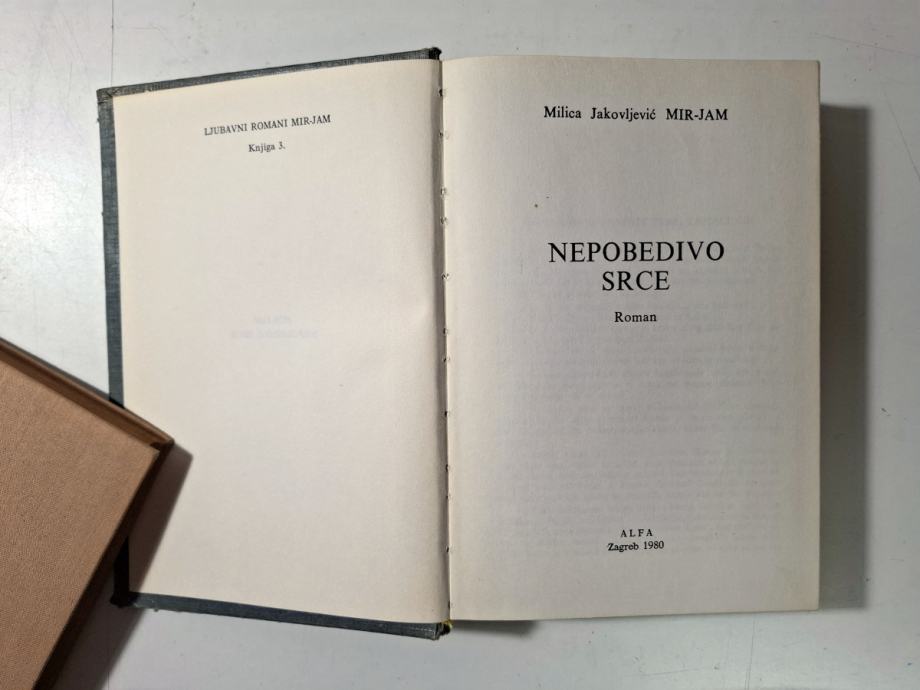 LJUBAVNI ROMANI MIR-JAM
Knjiga 3.
Milica Jakovljević MIR-JAM
NEPOBEDIVO
SRCE
Roman
ALFA
Zagreb 1980